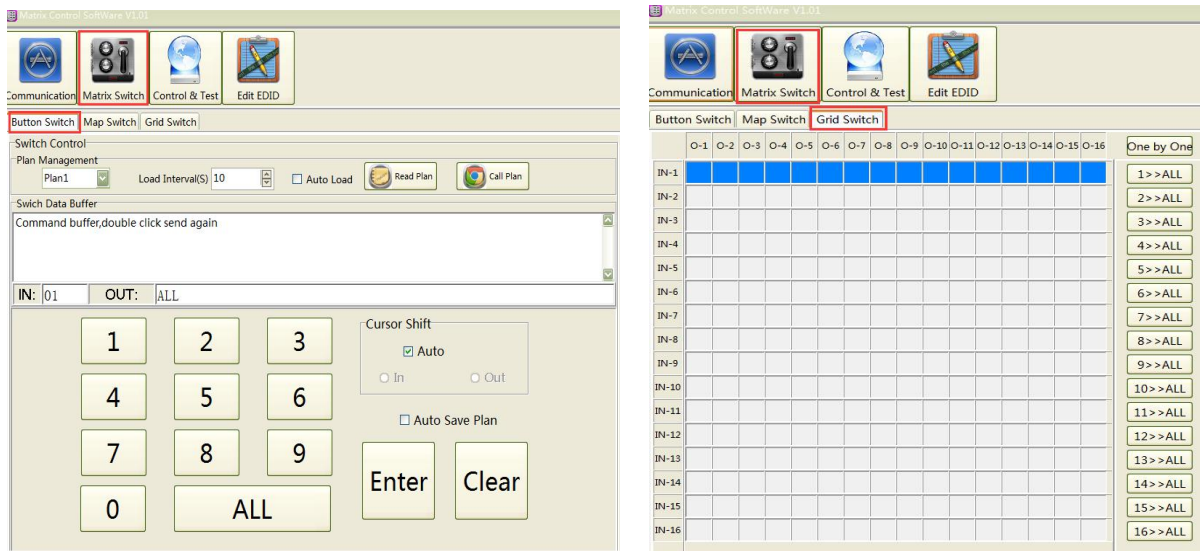 Matrix Control SoftWare V1.01
Communication Matrix Switch Control & Test Edit EDID
Button Switch Map Switch Grid Switch
Switch Control
Plan Management
Plan1 Load Interval(S) 10 Auto Load Read Plan Call Plan
Swich Data Buffer
Command buffer,double click send again
IN: 01 OUT: ALL
1 2 3
4 5 6
7 8 9
0 ALL
Cursor Shift
Auto
In Out
Auto Save Plan
Enter Clear
Matrix Control SoftWare V1.01
Communication Matrix Switch Control & Test Edit EDID
Button Switch Map Switch Grid Switch
O-1 O-2 O-3 O-4 O-5 O-6 O-7 O-8 O-9 O-10 O-11 O-12 O-13 O-14 O-15 O-16 One by One
IN-1 1>>ALL
IN-2 2>>ALL
IN-3 3>>ALL
IN-4 4>>ALL
IN-5 5>>ALL
IN-6 6>>ALL
IN-7 7>>ALL
IN-8 8>>ALL
IN-9 9>>ALL
IN-10 10>>ALL
IN-11 11>>ALL
IN-12 12>>ALL
IN-13 13>>ALL
IN-14 14>>ALL
IN-15 15>>ALL
IN-16 16>>ALL